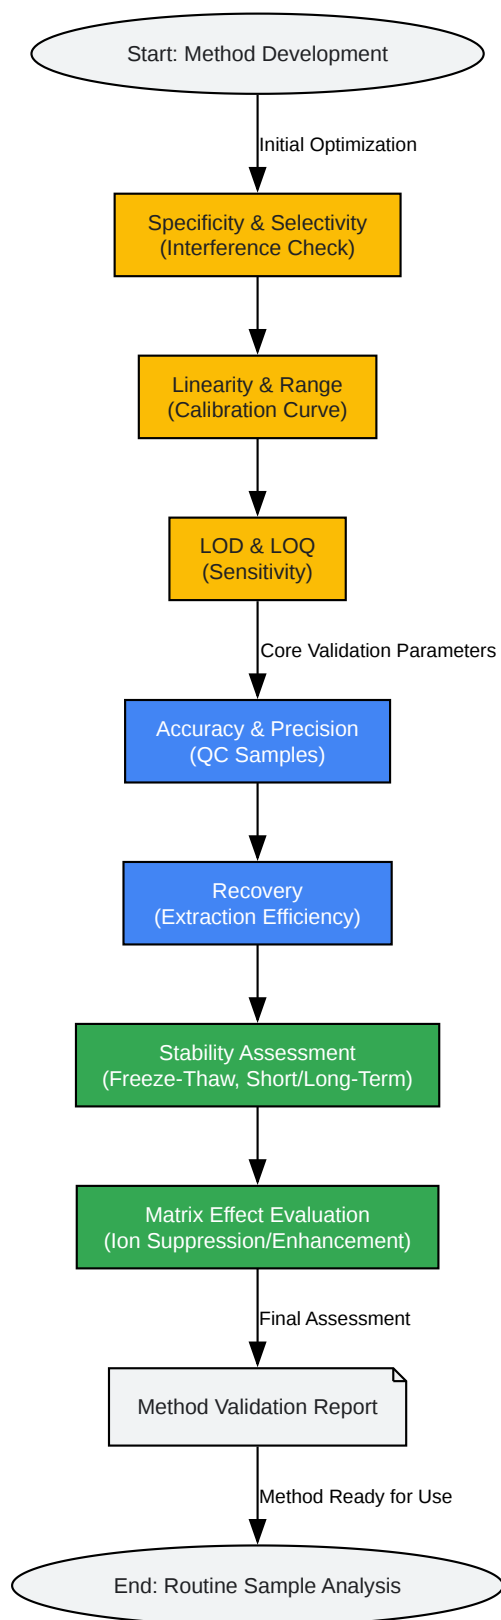 Start: Method Development
Initial Optimization
Specificity & Selectivity
(Interference Check)
Linearity & Range
(Calibration Curve)
LOD & LOQ
(Sensitivity)
Core Validation Parameters
Accuracy & Precision
(QC Samples)
Recovery
(Extraction Efficiency)
Stability Assessment
(Freeze-Thaw, Short/Long-Term)
Matrix Effect Evaluation
(Ion Suppression/Enhancement)
Final Assessment
Method Validation Report
Method Ready for Use
End: Routine Sample Analysis